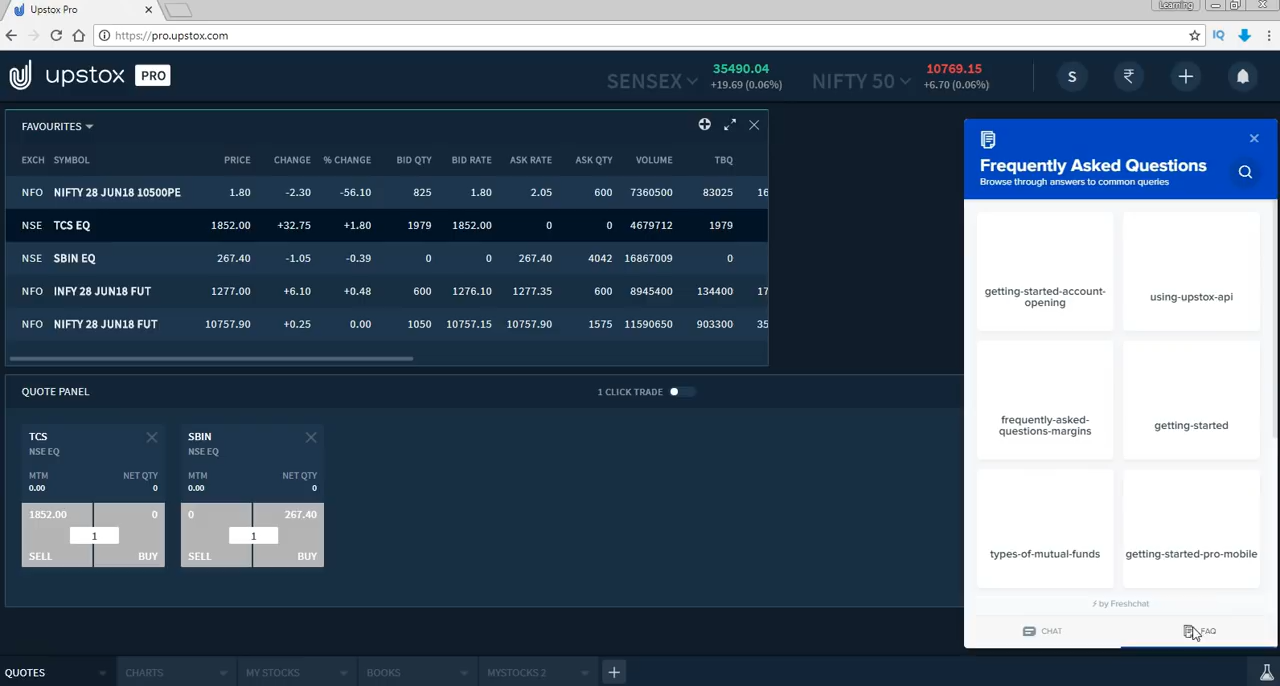 Upstox Pro
Learning
https://pro.upstox.com
IQ
upstox PRO
SENSEX 35490.04 +19.69 (0.06%)
NIFTY 50 10769.15 +6.70 (0.06%)
S ₹
FAVOURITES
EXCH SYMBOL PRICE CHANGE % CHANGE BID QTY BID RATE ASK RATE ASK QTY VOLUME TBQ
NFO NIFTY 28 JUN18 10500PE 1.80 -2.30 -56.10 825 1.80 2.05 600 7360500 83025 16
NSE TCS EQ 1852.00 +32.75 +1.80 1979 1852.00 0 0 4679712 1979
NSE SBIN EQ 267.40 -1.05 -0.39 0 0 267.40 4042 16867009 0
NFO INFY 28 JUN18 FUT 1277.00 +6.10 +0.48 600 1276.10 1277.35 600 8945400 134400 17
NFO NIFTY 28 JUN18 FUT 10757.90 +0.25 0.00 1050 10757.15 10757.90 1575 11590650 903300 35
QUOTE PANEL
1 CLICK TRADE
TCS
NSE EQ
MTM NET QTY
0.00 0
1852.00 0
1
SELL BUY
SBIN
NSE EQ
MTM NET QTY
0.00 0
0 267.40
1
SELL BUY
Frequently Asked Questions
Browse through answers to common queries
getting-started-account-
opening
using-upstox-api
frequently-asked-
questions-margins
getting-started
types-of-mutual-funds
getting-started-pro-mobile
by Freshchat
CHAT
FAQ
QUOTES
CHARTS
MY STOCKS
BOOKS
MYSTOCKS 2